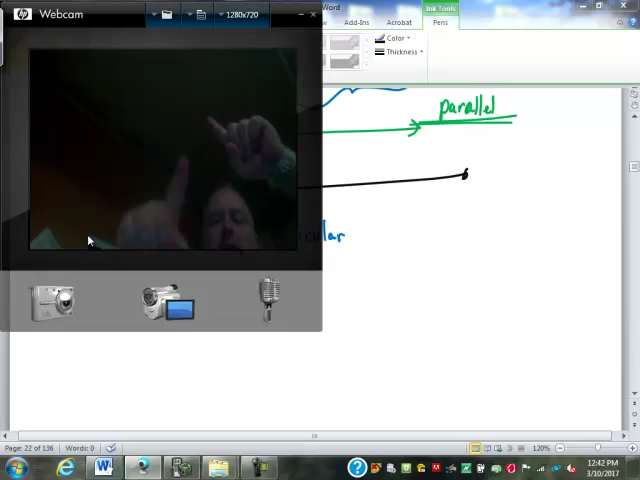 hp Webcam
1280x720
Word
Ink Tools
Add-Ins Acrobat Pens
Color
Thickness
parallel
cular
Page: 22 of 136 Words: 0
120%
12:42 PM
3/10/2017